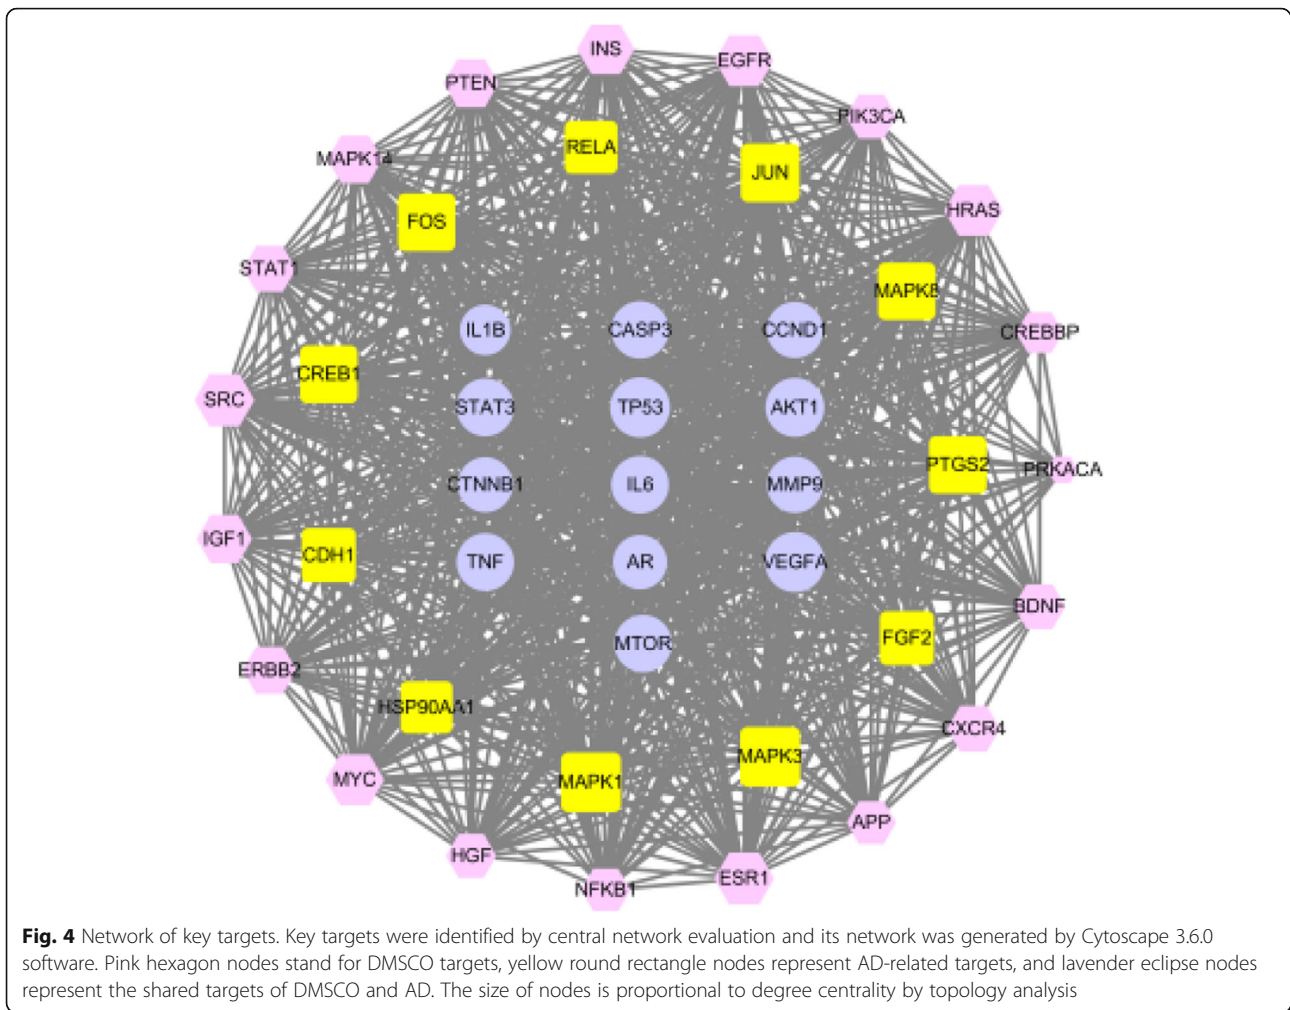 INS
EGFR
PTEN
PIK3CA
RELA
JUN
MAPK14
HRAS
FOS
STAT1
MAPK8
IL1B
CASP3
CCND1
CREBBP
CREB1
SRC
STAT3
TP53
AKT1
PTGS2
PRKACA
CTNNB1
IL6
MMP9
IGF1
CDH1
TNF
AR
VEGFA
BDNF
FGF2
MTOR
ERBB2
HSP90AA1
CXCR4
MAPK3
MYC
MAPK1
APP
HGF
ESR1
NFKB1
Fig. 4 Network of key targets. Key targets were identified by central network evaluation and its network was generated by Cytoscape 3.6.0
software. Pink hexagon nodes stand for DMSCO targets, yellow round rectangle nodes represent AD-related targets, and lavender eclipse nodes
represent the shared targets of DMSCO and AD. The size of nodes is proportional to degree centrality by topology analysis